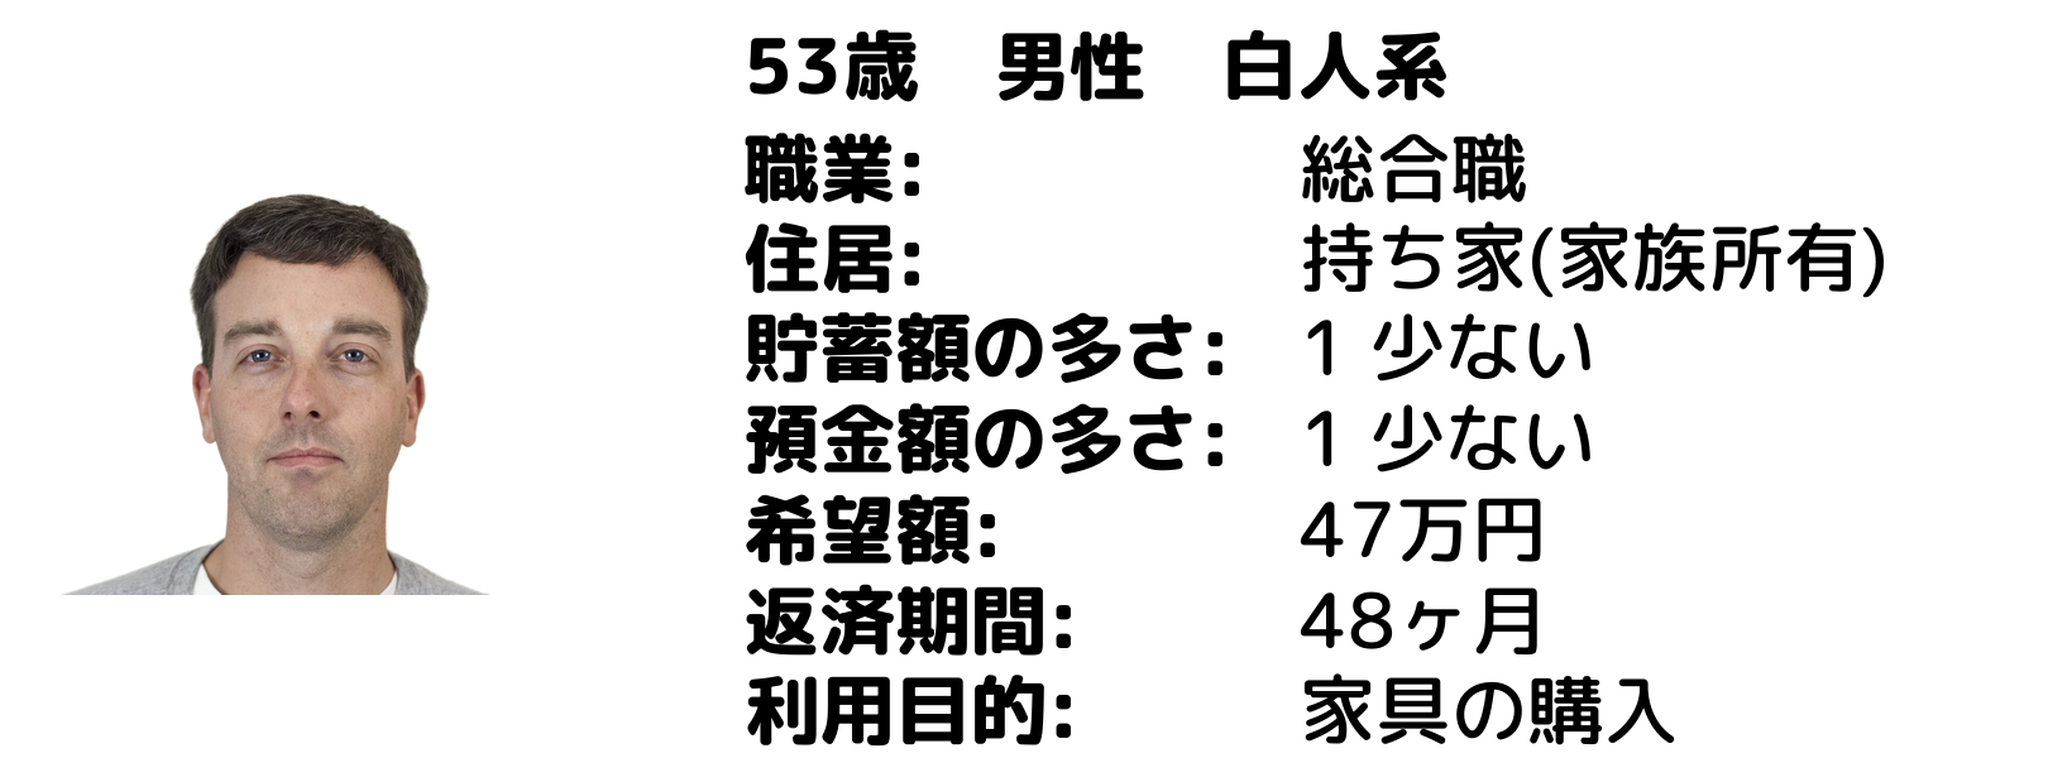 53歳　男性　白人系
職業: 総合職
住居: 持ち家(家族所有)
貯蓄額の多さ: 1 少ない
預金額の多さ: 1 少ない
希望額: 47万円
返済期間: 48ヶ月
利用目的: 家具の購入